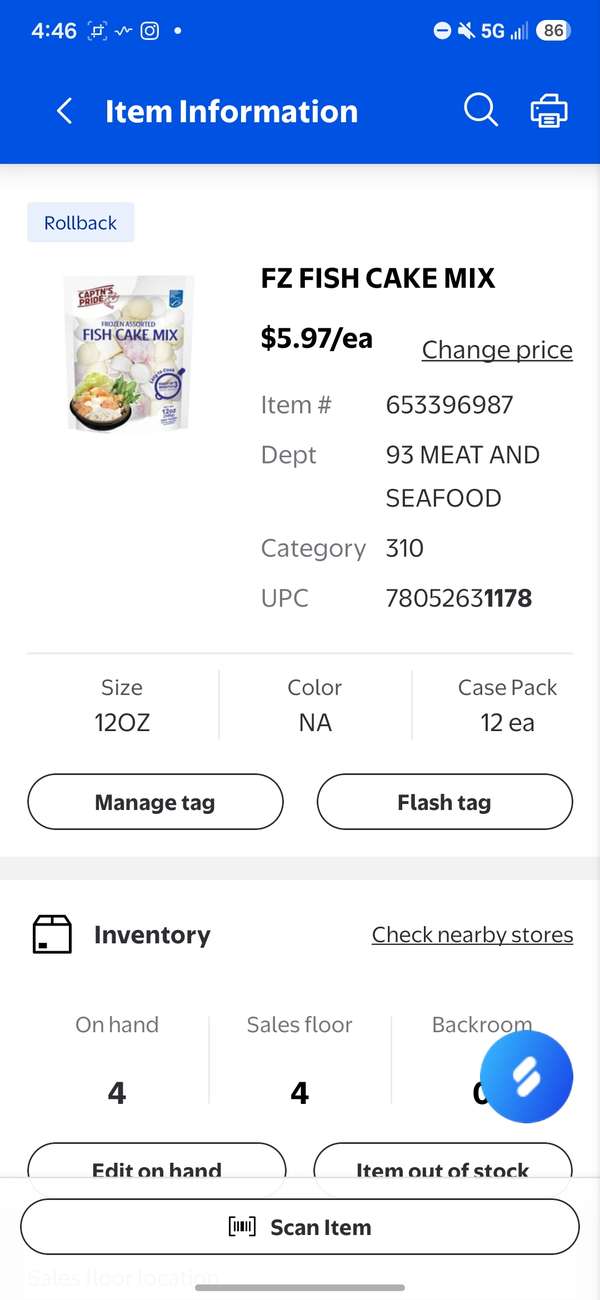 4:46 5G 86
Item Information
Rollback
FZ FISH CAKE MIX
CAPTN'S
PRIDE
FROZEN ASSORTED
FISH CAKE MIX
12oz
$5.97/ea
Change price
Item # 653396987
Dept 93 MEAT AND
SEAFOOD
Category 310
UPC 78052631178
Size Color Case Pack
12OZ NA 12 ea
Manage tag Flash tag
Inventory Check nearby stores
On hand Sales floor Backroom
4 4 0
Edit on hand Item out of stock
Scan Item
Sales floor location